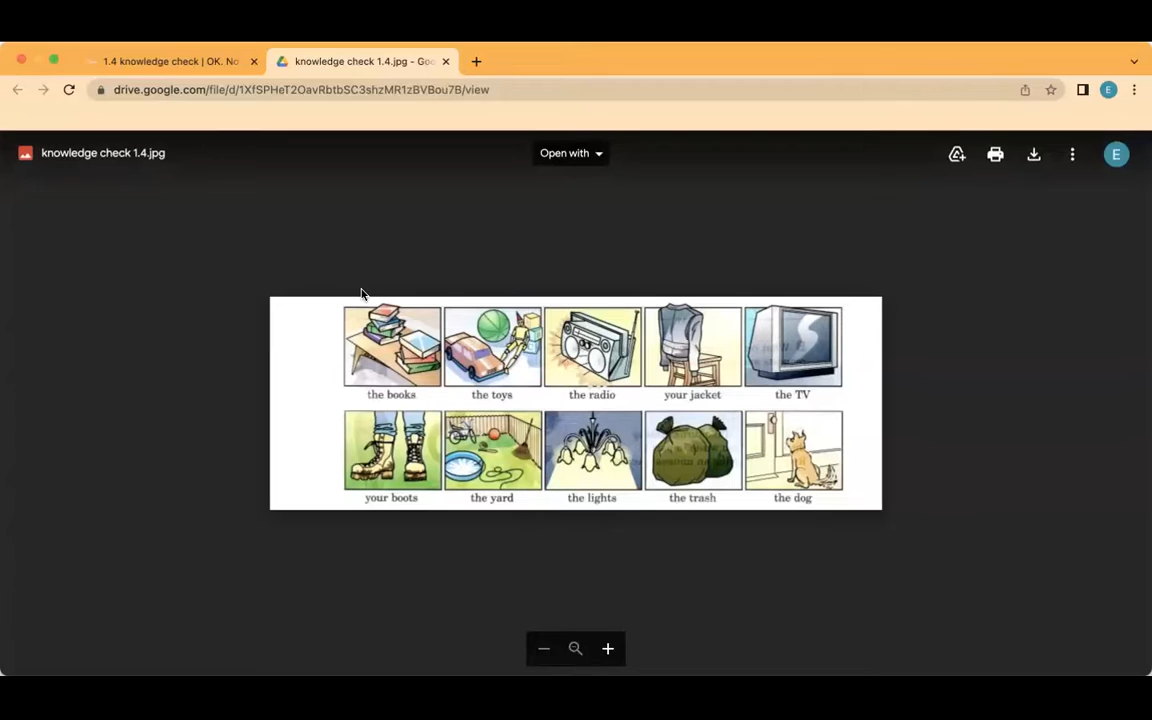 1.4 knowledge check | OK. No
knowledge check 1.4.jpg - Goo
drive.google.com/file/d/1XfSPHeT2OavRbtbSC3shzMR1zBVBou7B/view
E
knowledge check 1.4.jpg
Open with
E
the books the toys the radio your jacket the TV
your boots the yard the lights the trash the dog